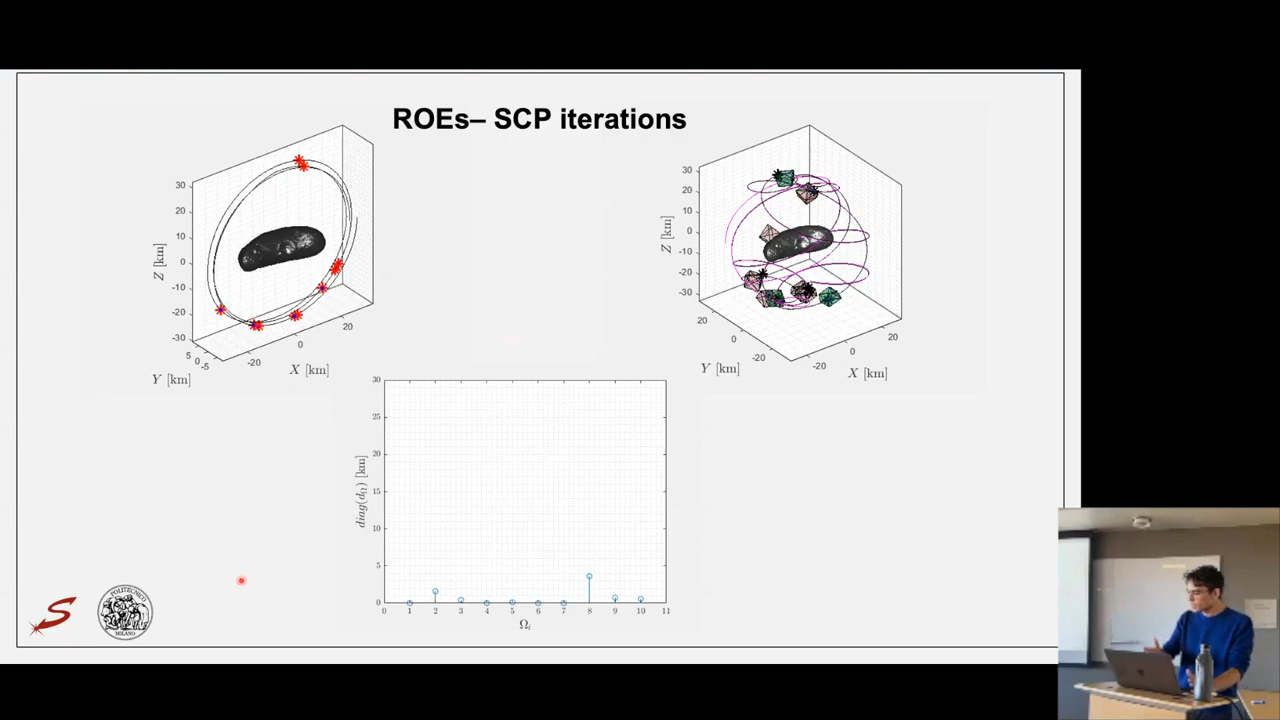 ROEs– SCP iterations
30
20
10
0
-10
-20
-30
Z [km]
5
0
-5
Y [km]
-20
0
20
X [km]
30
20
10
0
-10
-20
-30
Z [km]
20
0
-20
Y [km]
-20
0
20
X [km]
30
25
20
15
10
5
0
diag(d_Ω) [km]
0 1 2 3 4 5 6 7 8 9 10 11
Ω_i
S
POLITECNICO
MILANO